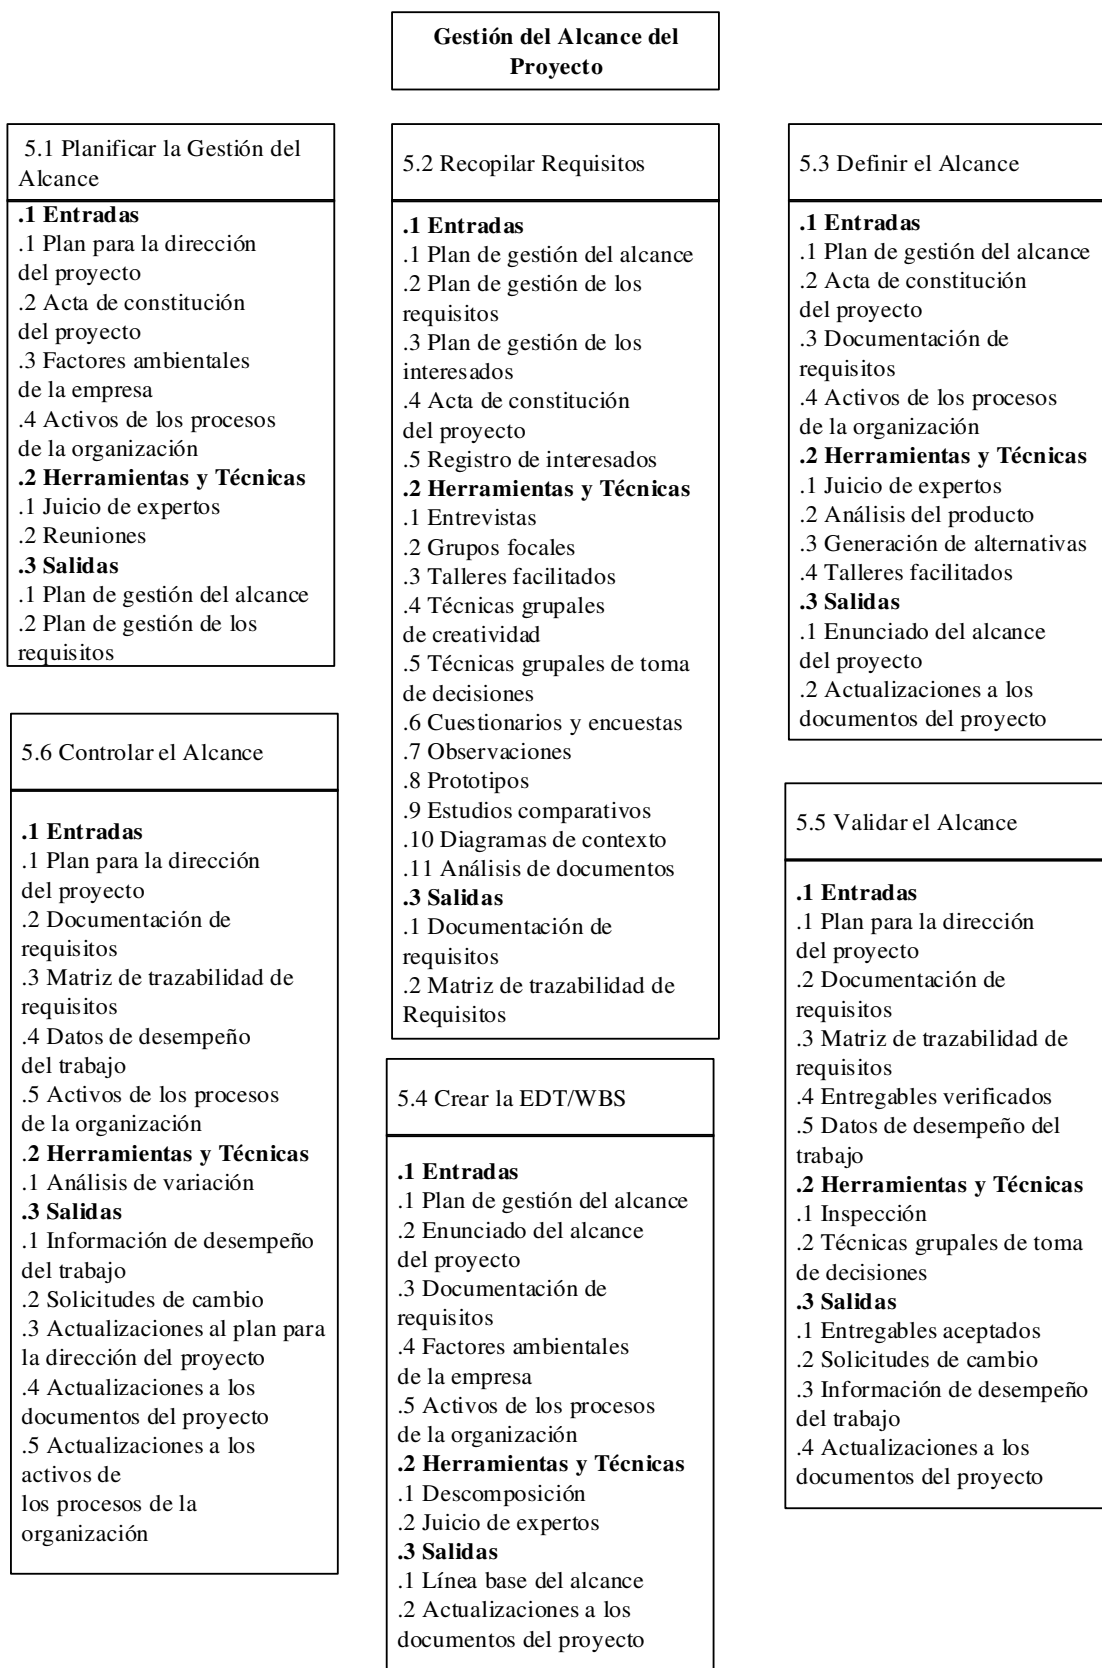 Gestión del Alcance del
Proyecto
5.1 Planificar la Gestión del
Alcance
.1 Entradas
.1 Plan para la dirección
del proyecto
.2 Acta de constitución
del proyecto
.3 Factores ambientales
de la empresa
.4 Activos de los procesos
de la organización
.2 Herramientas y Técnicas
.1 Juicio de expertos
.2 Reuniones
.3 Salidas
.1 Plan de gestión del alcance
.2 Plan de gestión de los
requisitos
5.2 Recopilar Requisitos
.1 Entradas
.1 Plan de gestión del alcance
.2 Plan de gestión de los
requisitos
.3 Plan de gestión de los
interesados
.4 Acta de constitución
del proyecto
.5 Registro de interesados
.2 Herramientas y Técnicas
.1 Entrevistas
.2 Grupos focales
.3 Talleres facilitados
.4 Técnicas grupales
de creatividad
.5 Técnicas grupales de toma
de decisiones
.6 Cuestionarios y encuestas
.7 Observaciones
.8 Prototipos
.9 Estudios comparativos
.10 Diagramas de contexto
.11 Análisis de documentos
.3 Salidas
.1 Documentación de
requisitos
.2 Matriz de trazabilidad de
Requisitos
5.3 Definir el Alcance
.1 Entradas
.1 Plan de gestión del alcance
.2 Acta de constitución
del proyecto
.3 Documentación de
requisitos
.4 Activos de los procesos
de la organización
.2 Herramientas y Técnicas
.1 Juicio de expertos
.2 Análisis del producto
.3 Generación de alternativas
.4 Talleres facilitados
.3 Salidas
.1 Enunciado del alcance
del proyecto
.2 Actualizaciones a los
documentos del proyecto
5.6 Controlar el Alcance
.1 Entradas
.1 Plan para la dirección
del proyecto
.2 Documentación de
requisitos
.3 Matriz de trazabilidad de
requisitos
.4 Datos de desempeño
del trabajo
.5 Activos de los procesos
de la organización
.2 Herramientas y Técnicas
.1 Análisis de variación
.3 Salidas
.1 Información de desempeño
del trabajo
.2 Solicitudes de cambio
.3 Actualizaciones al plan para
la dirección del proyecto
.4 Actualizaciones a los
documentos del proyecto
.5 Actualizaciones a los
activos de
los procesos de la
organización
5.4 Crear la EDT/WBS
.1 Entradas
.1 Plan de gestión del alcance
.2 Enunciado del alcance
del proyecto
.3 Documentación de
requisitos
.4 Factores ambientales
de la empresa
.5 Activos de los procesos
de la organización
.2 Herramientas y Técnicas
.1 Descomposición
.2 Juicio de expertos
.3 Salidas
.1 Línea base del alcance
.2 Actualizaciones a los
documentos del proyecto
5.5 Validar el Alcance
.1 Entradas
.1 Plan para la dirección
del proyecto
.2 Documentación de
requisitos
.3 Matriz de trazabilidad de
requisitos
.4 Entregables verificados
.5 Datos de desempeño del
trabajo
.2 Herramientas y Técnicas
.1 Inspección
.2 Técnicas grupales de toma
de decisiones
.3 Salidas
.1 Entregables aceptados
.2 Solicitudes de cambio
.3 Información de desempeño
del trabajo
.4 Actualizaciones a los
documentos del proyecto